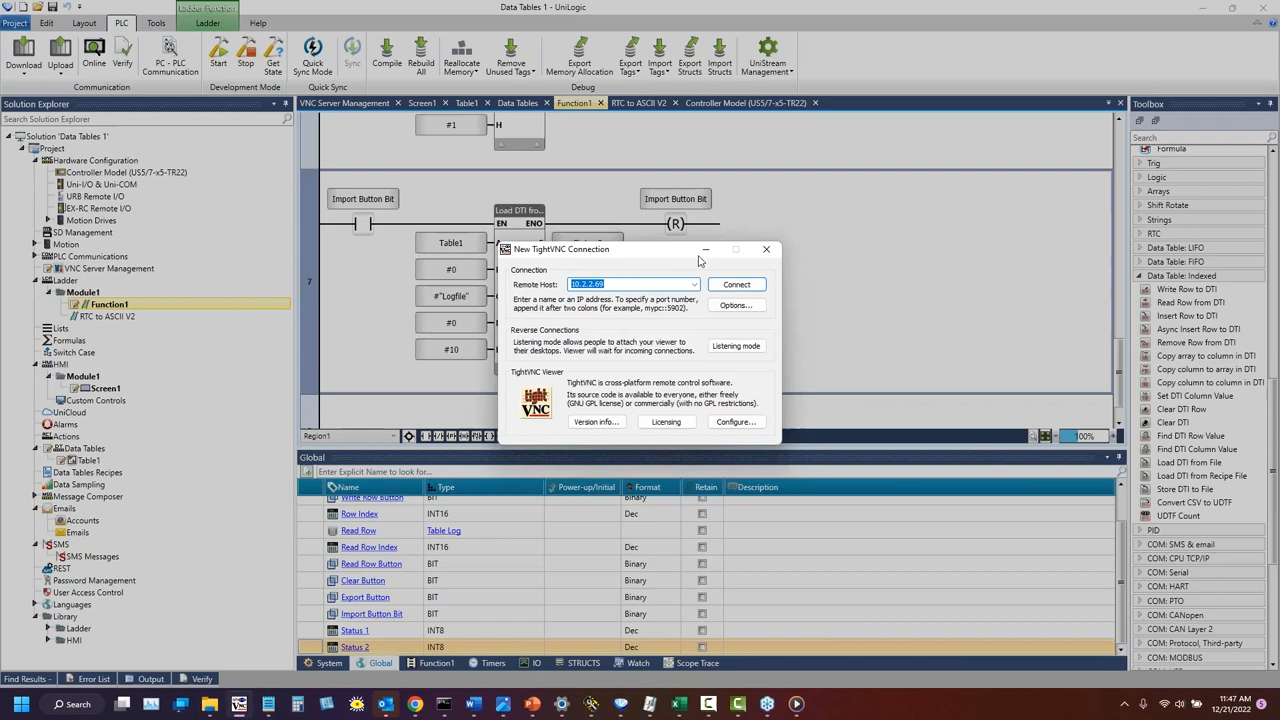 Ladder Function
Data Tables 1 - UniLogic
Project Edit Layout PLC Tools Ladder Help
Download Upload Online Verify PC - PLC Communication Start Stop Get State Quick Sync Mode Sync Compile Rebuild All Reallocate Memory Remove Unused Tags Export Memory Allocation Export Tags Import Tags Export Structs Import Structs UniStream Management
Communication Development Mode Quick Sync Debug
Solution Explorer
Search Solution Explorer
Solution 'Data Tables 1'
Project
Hardware Configuration
Controller Model (US5/7-x5-TR22)
Uni-I/O & Uni-COM
URB Remote I/O
EX-RC Remote I/O
Motion Drives
SD Management
Motion
VNC Server Management
Ladder
Module1
Function1
RTC to ASCII V2
Lists
Formulas
Switch Case
HMI
Module1
Screen1
Custom Controls
UniCloud
Alarms
Actions
Data Tables
Table1
Data Tables Recipes
Data Sampling
Message Composer
Emails
Accounts
Emails
SMS
SMS Messages
REST
Password Management
User Access Control
Languages
Library
Ladder
HMI
VNC Server Management Screen1 Table1 Data Tables Function1 RTC to ASCII V2 Controller Model (US5/7-x5-TR22)
#1 H
7
Import Button Bit
Load DTI fro...
Import Button Bit
EN ENO
(R)
Table1
#0
#"Logfile"
#0
#10
Region1
100%
New TightVNC Connection
Connection
Remote Host: 10.2.2.69 Connect
Enter a name or an IP address. To specify a port number,
append it after two colons (for example, mypc::5902).
Options...
Reverse Connections
Listening mode allows people to attach your viewer to
their desktops. Viewer will wait for incoming connections.
Listening mode
TightVNC Viewer
tight
VNC
TightVNC is cross-platform remote control software.
Its source code is available to everyone, either freely
(GNU GPL license) or commercially (with no GPL restrictions).
Version info... Licensing Configure...
Global
Enter Explicit Name to look for...
Name Type Power-up/Initial Format Retain Description
Write Row Button BIT Binary
Row Index INT16 Dec
Read Row Table Log
Read Row Index INT16 Dec
Read Row Button BIT Binary
Clear Button BIT Binary
Export Button BIT Binary
Import Button Bit BIT Binary
Status 1 INT8 Dec
Status 2 INT8 Dec
System Global Function1 Timers IO STRUCTS Watch Scope Trace
Toolbox
Search
Formula
Trig
Logic
Arrays
Shift Rotate
Strings
RTC
Data Table: LIFO
Data Table: FIFO
Data Table: Indexed
Write Row to DTI
Read Row from DTI
Insert Row to DTI
Async Insert Row to DTI
Remove Row from DTI
Copy array to column in DTI
Copy column in array to DTI
Copy column to column in DTI
Set DTI Column Value
Clear DTI Row
Clear DTI
Find DTI Row Value
Find DTI Column Value
Load DTI from File
Load DTI from Recipe File
Store DTI to File
Convert CSV to UDTF
UDTF Count
PID
COM: SMS & email
COM: CPU TCP/IP
COM: Serial
COM: HART
COM: PTO
COM: CANopen
COM: CAN Layer 2
COM: Protocol, Third-party
COM: MODBUS
Find Results - Error List Output Verify
Search
11:47 AM
12/21/2022